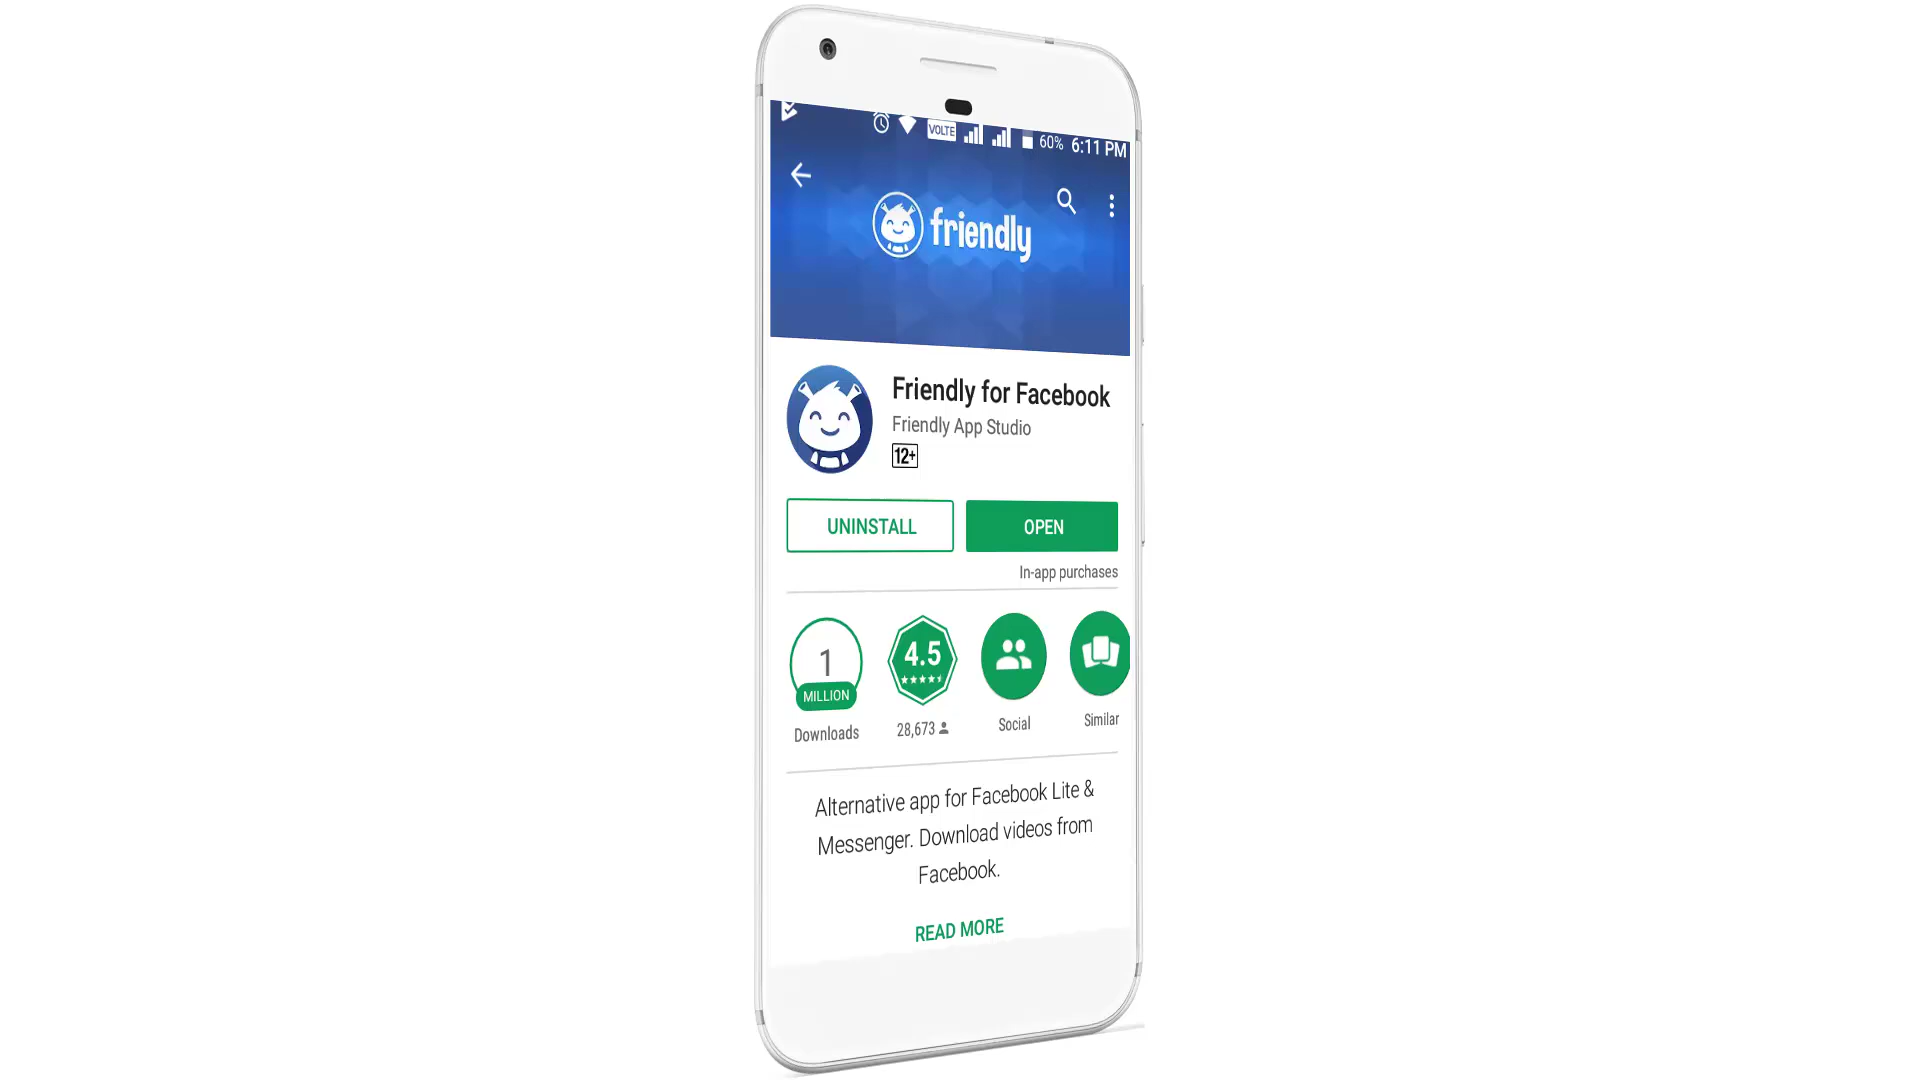 VOLTE 60% 6:11 PM
friendly
Friendly for Facebook
Friendly App Studio
12+
UNINSTALL OPEN
In-app purchases
1 4.5
MILLION
Downloads 28,673 Social Similar
Alternative app for Facebook Lite &
Messenger. Download videos from
Facebook.
READ MORE